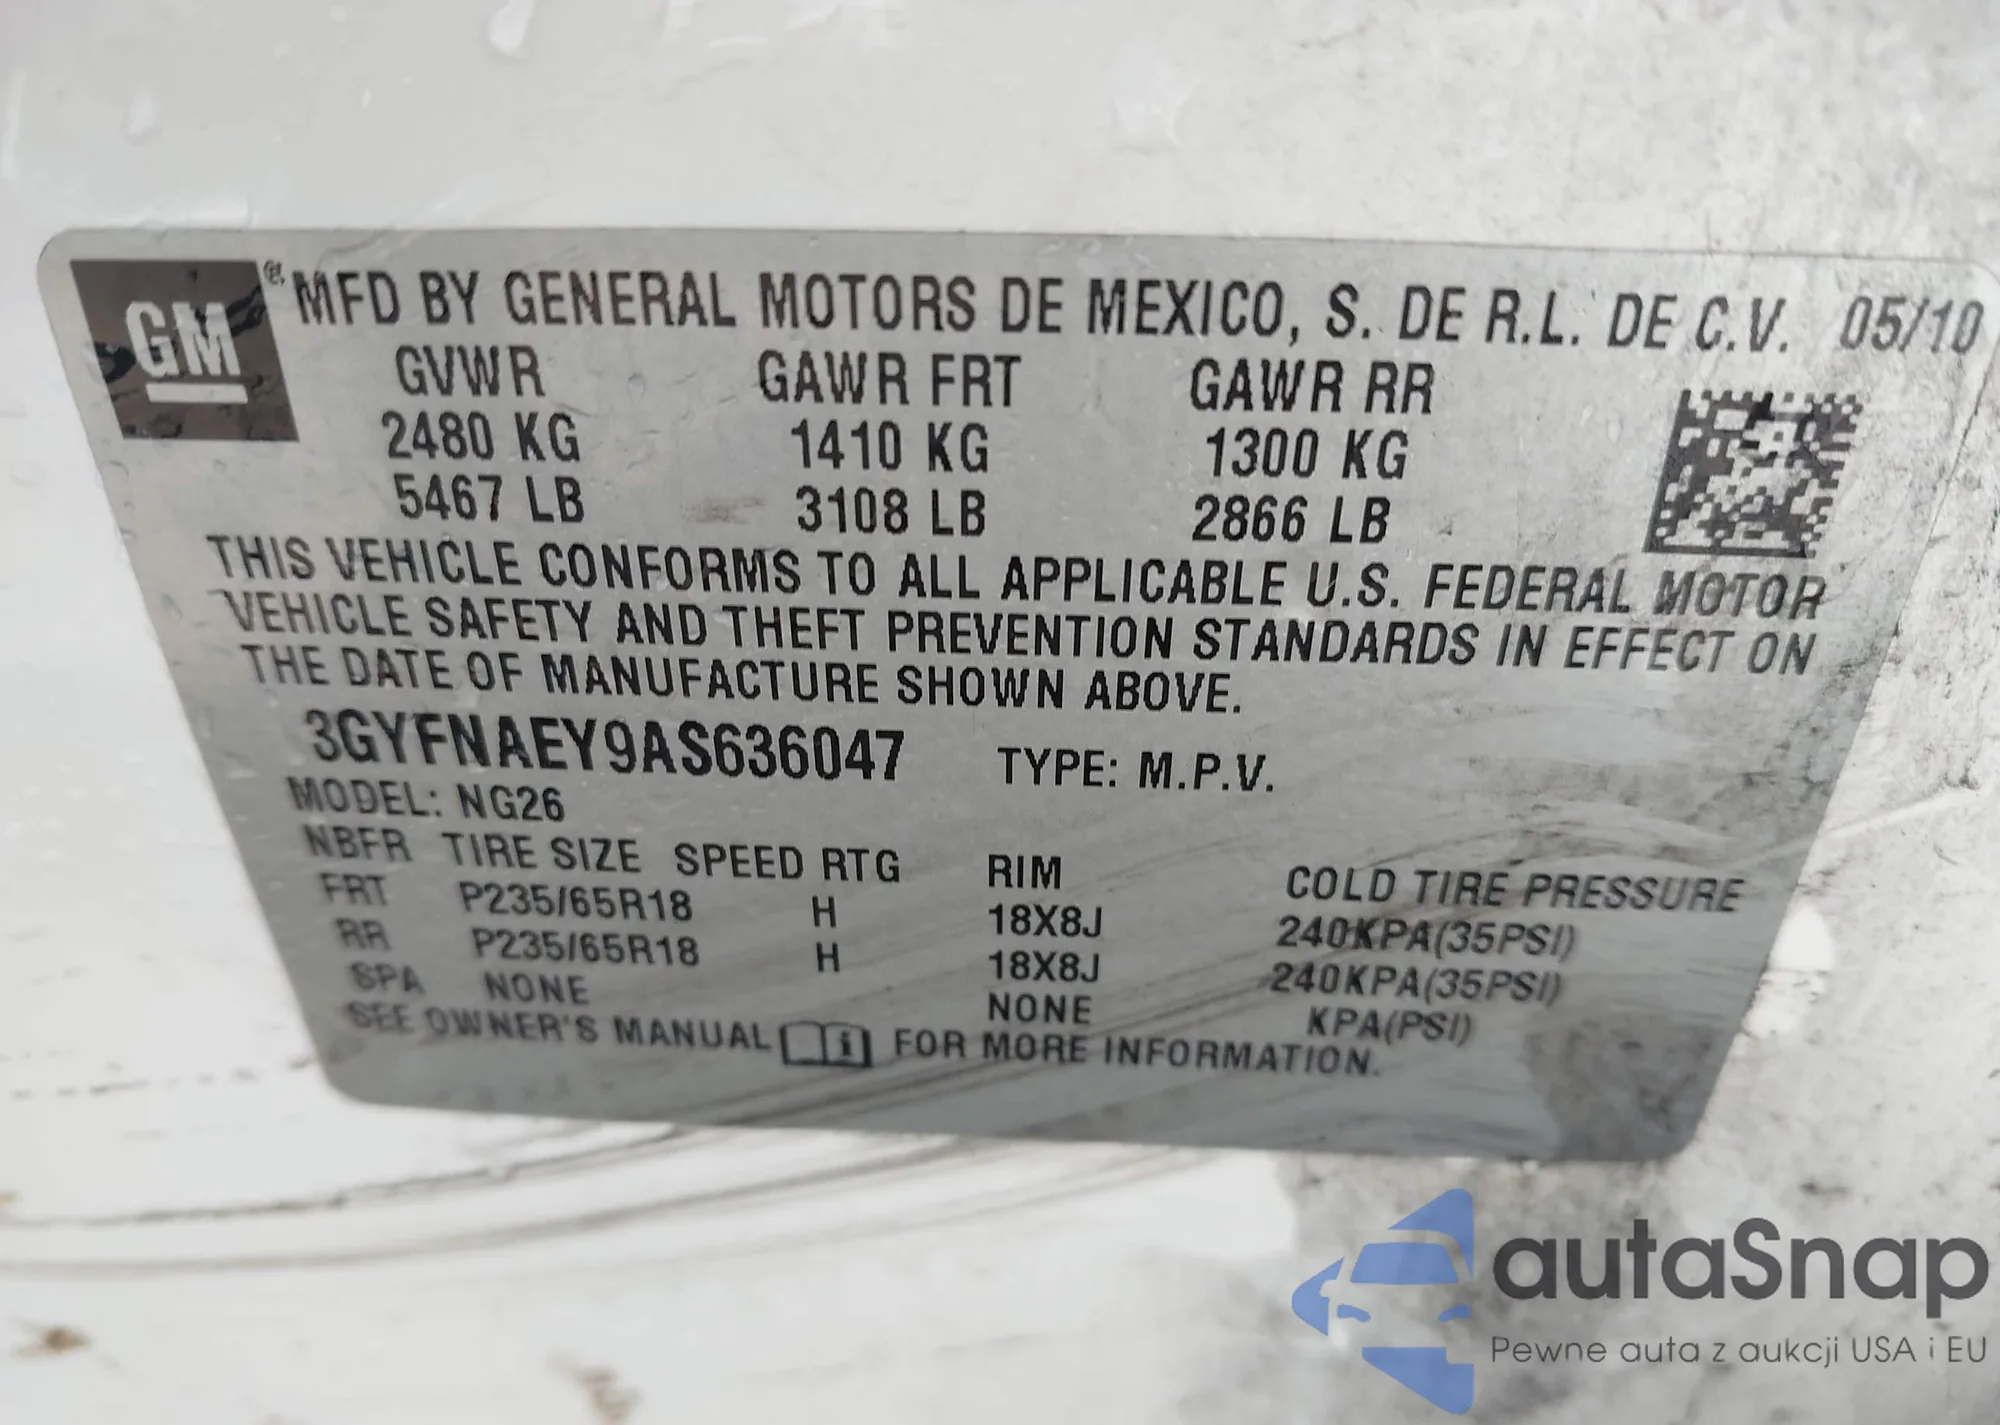 GM
MFD BY GENERAL MOTORS DE MEXICO, S. DE R.L. DE C.V. 05/10
GVWR GAWR FRT GAWR RR
2480 KG 1410 KG 1300 KG
5467 LB 3108 LB 2866 LB
THIS VEHICLE CONFORMS TO ALL APPLICABLE U.S. FEDERAL MOTOR
VEHICLE SAFETY AND THEFT PREVENTION STANDARDS IN EFFECT ON
THE DATE OF MANUFACTURE SHOWN ABOVE.
3GYFNAEY9AS636047 TYPE: M.P.V.
MODEL: NG26
NBFR TIRE SIZE SPEED RTG RIM COLD TIRE PRESSURE
FRT P235/65R18 H 18X8J 240KPA(35PSI)
RR P235/65R18 H 18X8J 240KPA(35PSI)
SPA NONE NONE KPA(PSI)
SEE OWNER'S MANUAL i FOR MORE INFORMATION.
autaSnap
Pewne auta z aukcji USA i EU